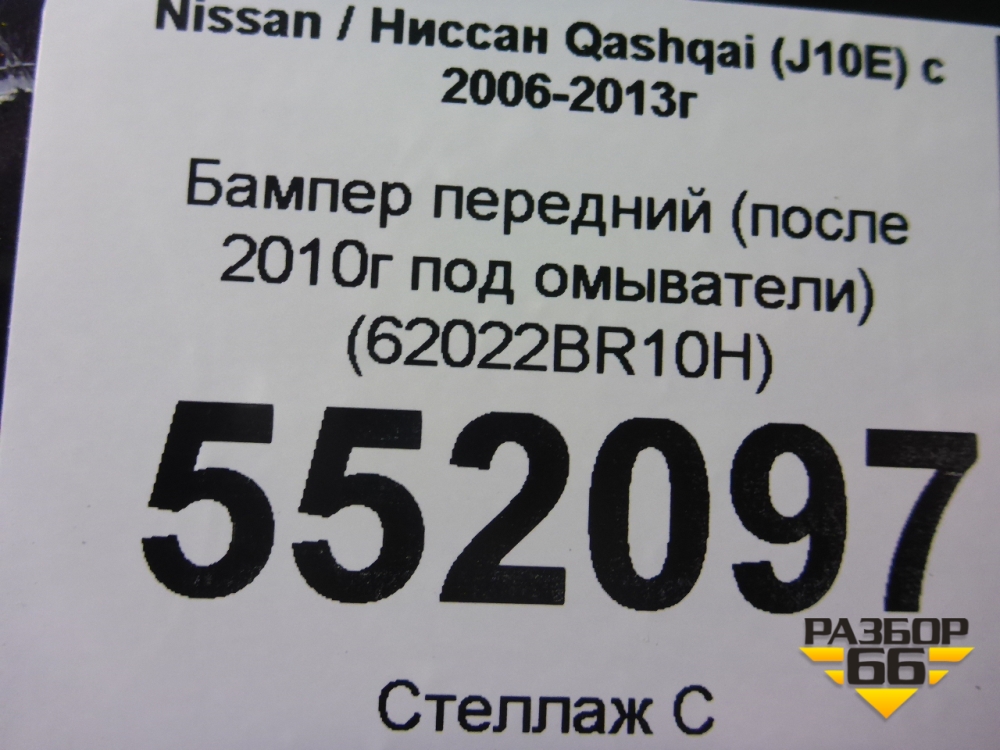 Nissan / Ниссан Qashqai (J10E) с
2006-2013г
Бампер передний (после
2010г под омыватели)
(62022BR10H)
552097
Стеллаж С
РАЗБОР
66